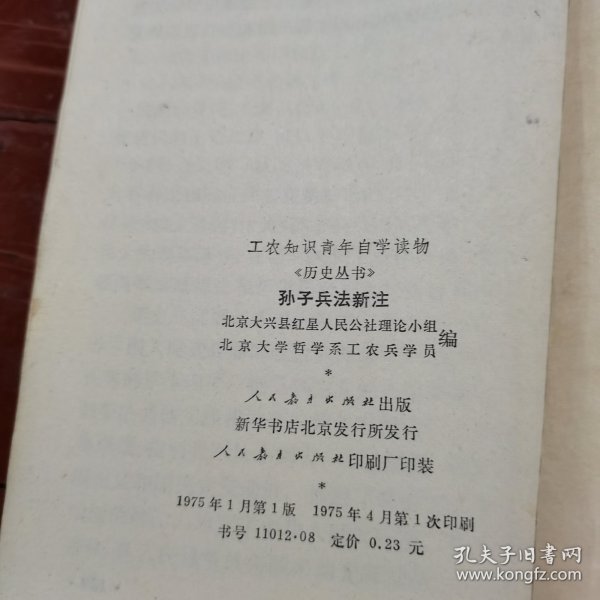 工农知识青年自学读物
《历史丛书》
孙子兵法新注
北京大兴县红星人民公社理论小组
北京大学哲学系工农兵学员
编
*
人民教育出版社出版
新华书店北京发行所发行
人民教育出版社印刷厂印装
*
1975年1月第1版 1975年4月第1次印刷
书号 11012·08 定价 0.23 元
孔夫子旧书网
www.kongfz.com